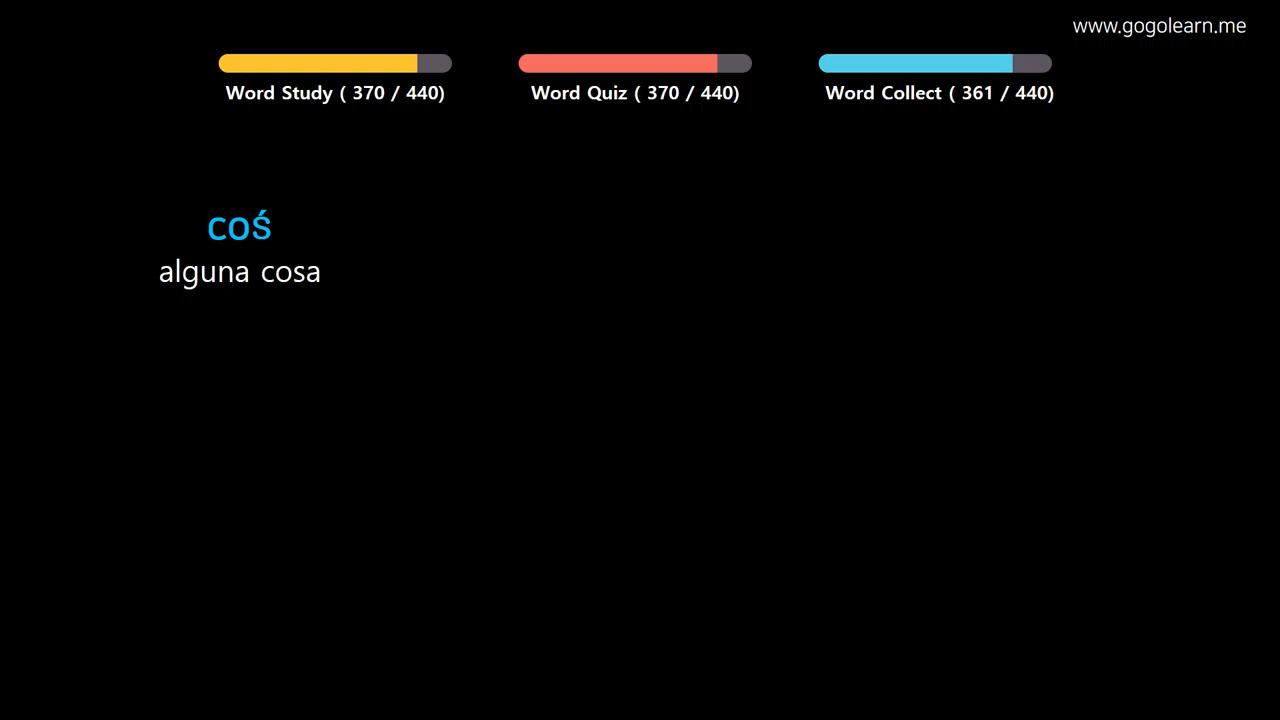 www.gogolearn.me
Word Study ( 370 / 440)
Word Quiz ( 370 / 440)
Word Collect ( 361 / 440)
coś
alguna cosa